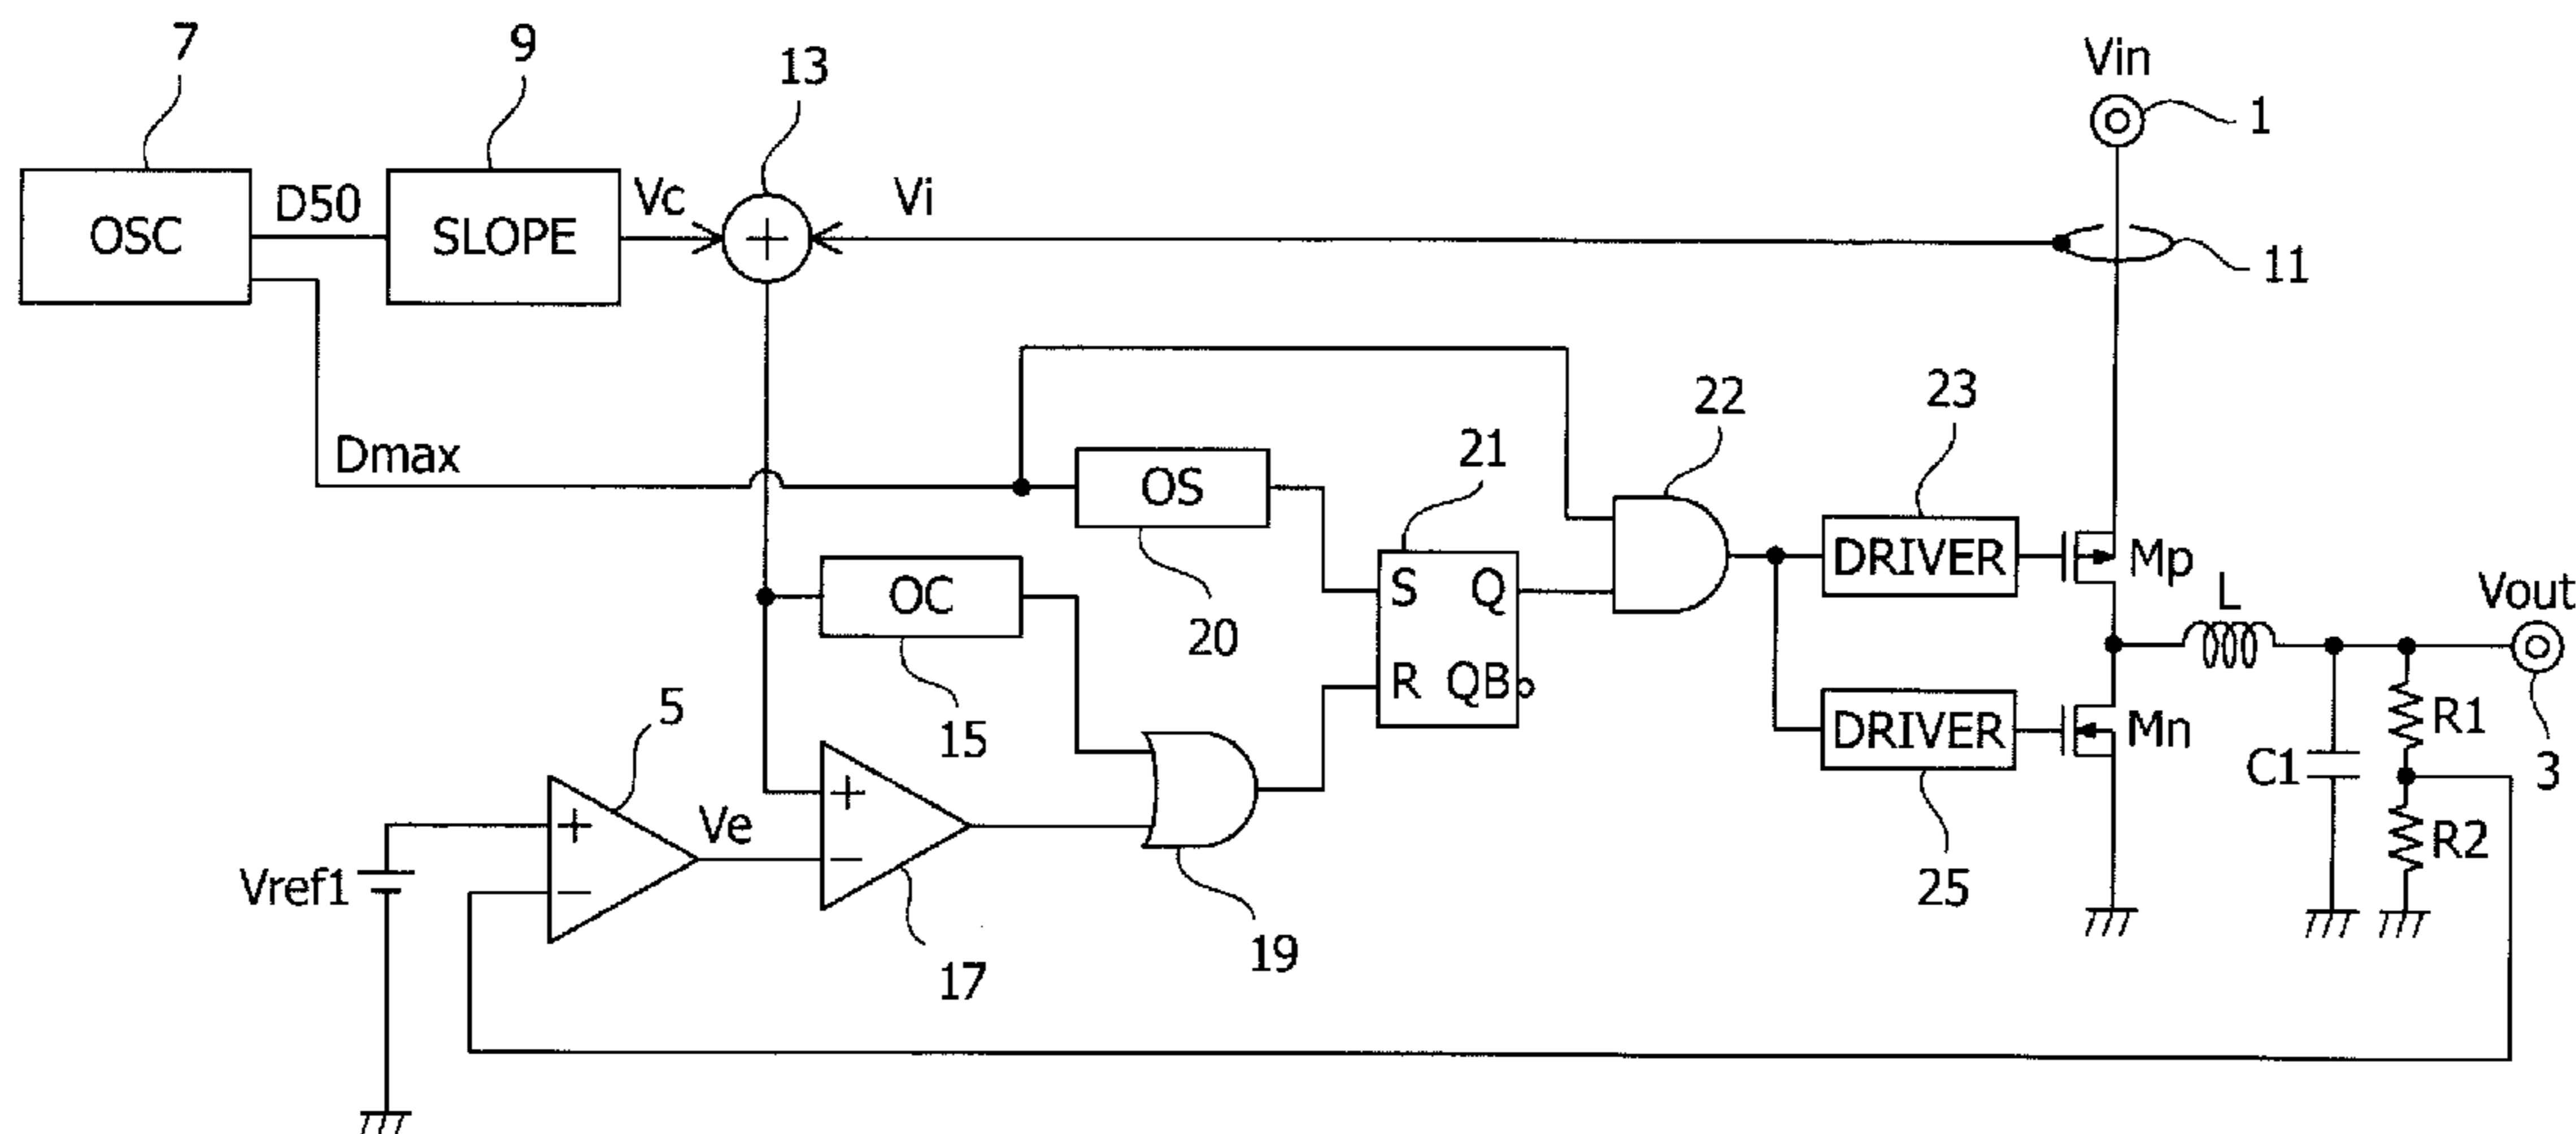 7
9
13
Vin
1
OSC
D50
SLOPE
Vc
+
Vi
11
Dmax
OS
20
21
22
23
OC
15
S Q
R QB
DRIVER
Mp
L
Vout
3
5
+
−
Ve
+
−
17
19
DRIVER
25
Mn
C1
R1
R2
Vref1